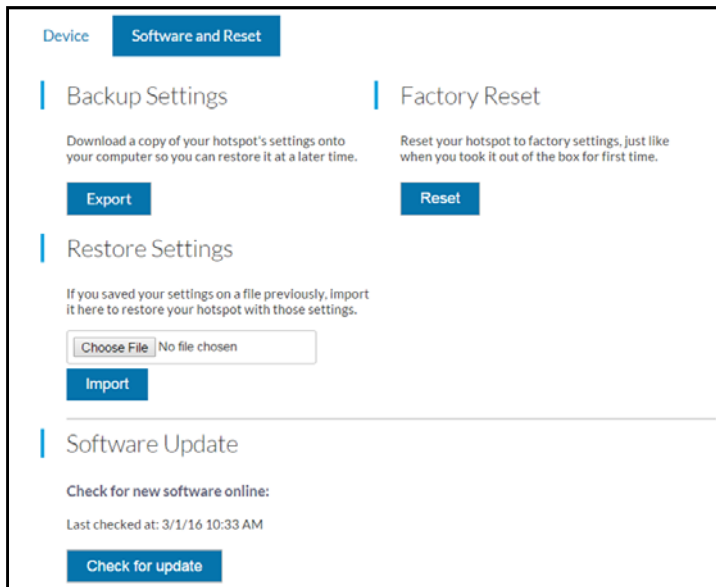 Device
Software and Reset
Backup Settings
Download a copy of your hotspot's settings onto
your computer so you can restore it at a later time.
Export
Factory Reset
Reset your hotspot to factory settings, just like
when you took it out of the box for first time.
Reset
Restore Settings
If you saved your settings on a file previously, import
it here to restore your hotspot with those settings.
Choose File No file chosen
Import
Software Update
Check for new software online:
Last checked at: 3/1/16 10:33 AM
Check for update